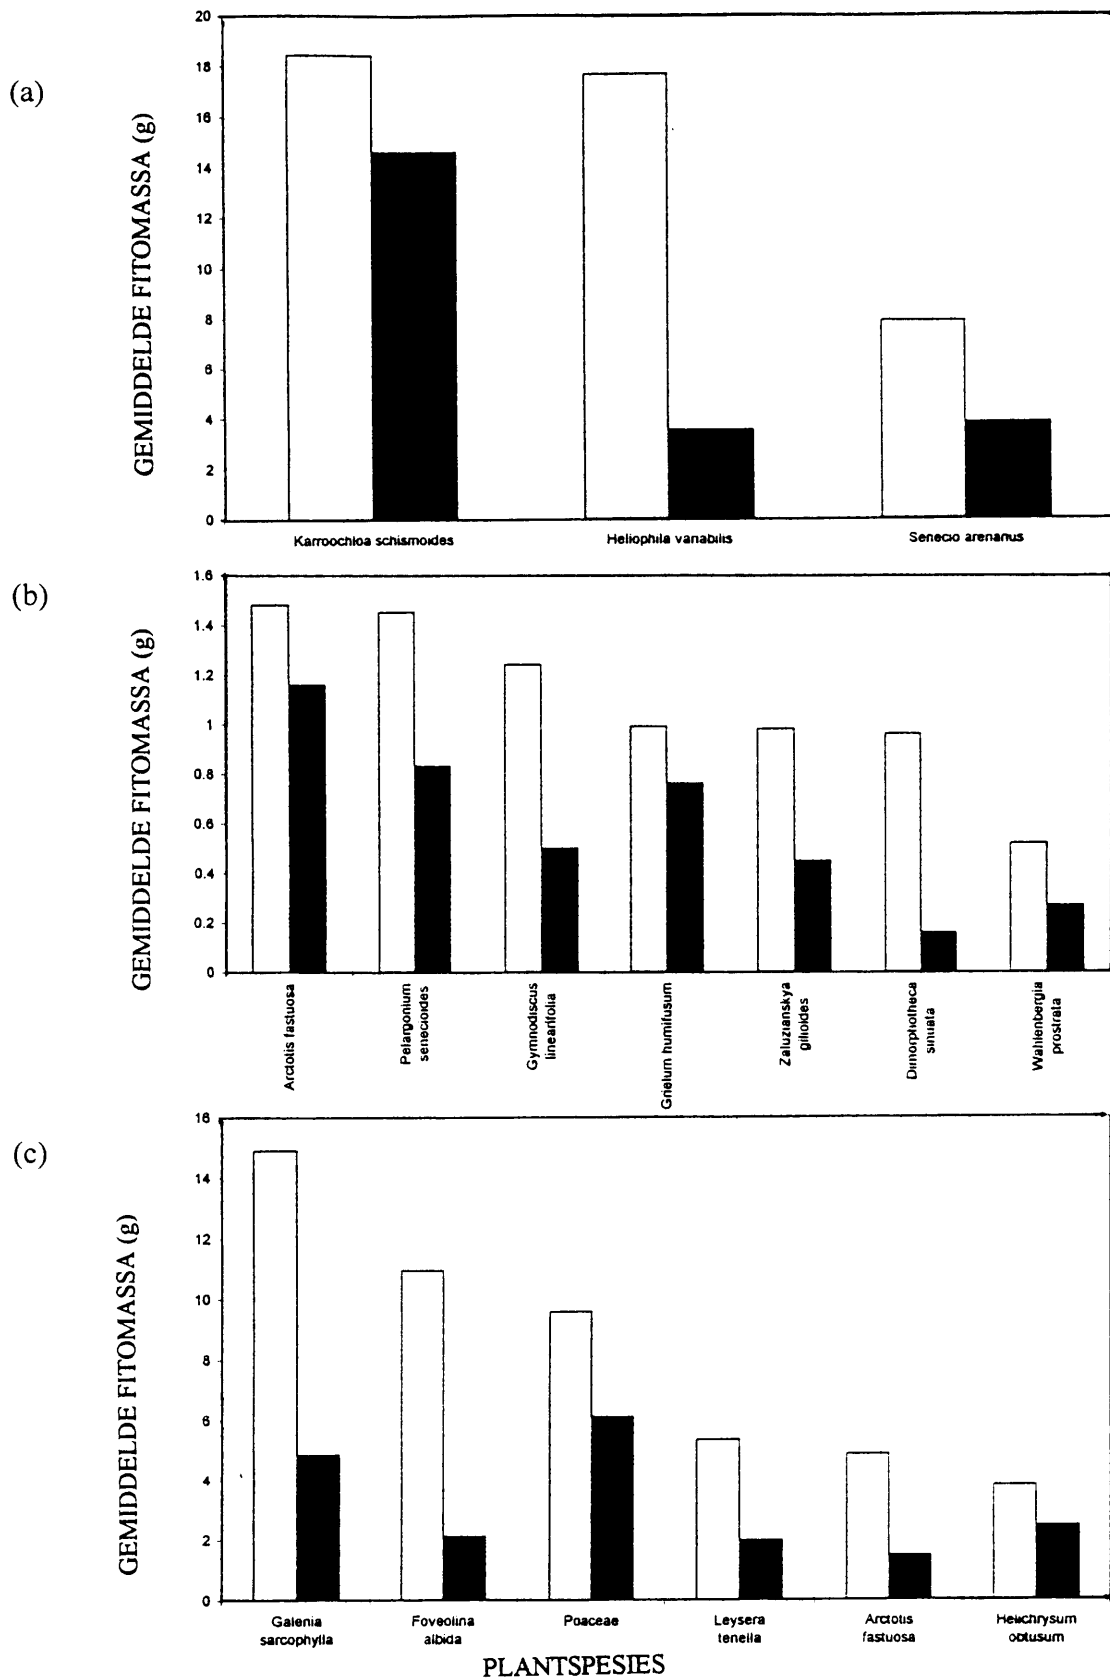 (a)
GEMIDDELDE FITOMASSA (g)
20
18
16
14
12
10
8
6
4
2
0
Karroochloa schismoides
Heliophila variabilis
Senecio arenarius
(b)
GEMIDDELDE FITOMASSA (g)
1.6
1.4
1.2
1
0.8
0.6
0.4
0.2
0
Arctotis fastuosa
Pelargonium
senecioides
Gymnodiscus
linearifolia
Grielum humifusum
Zaluzianskya
gilioides
Dimorphotheca
sinuata
Wahlenbergia
prostrata
(c)
GEMIDDELDE FITOMASSA (g)
16
14
12
10
8
6
4
2
0
Galenia
sarcophylla
Foveolina
albida
Poaceae
Leysera
tenella
Arctotis
fastuosa
Helichrysum
obtusum
PLANTSPESIES